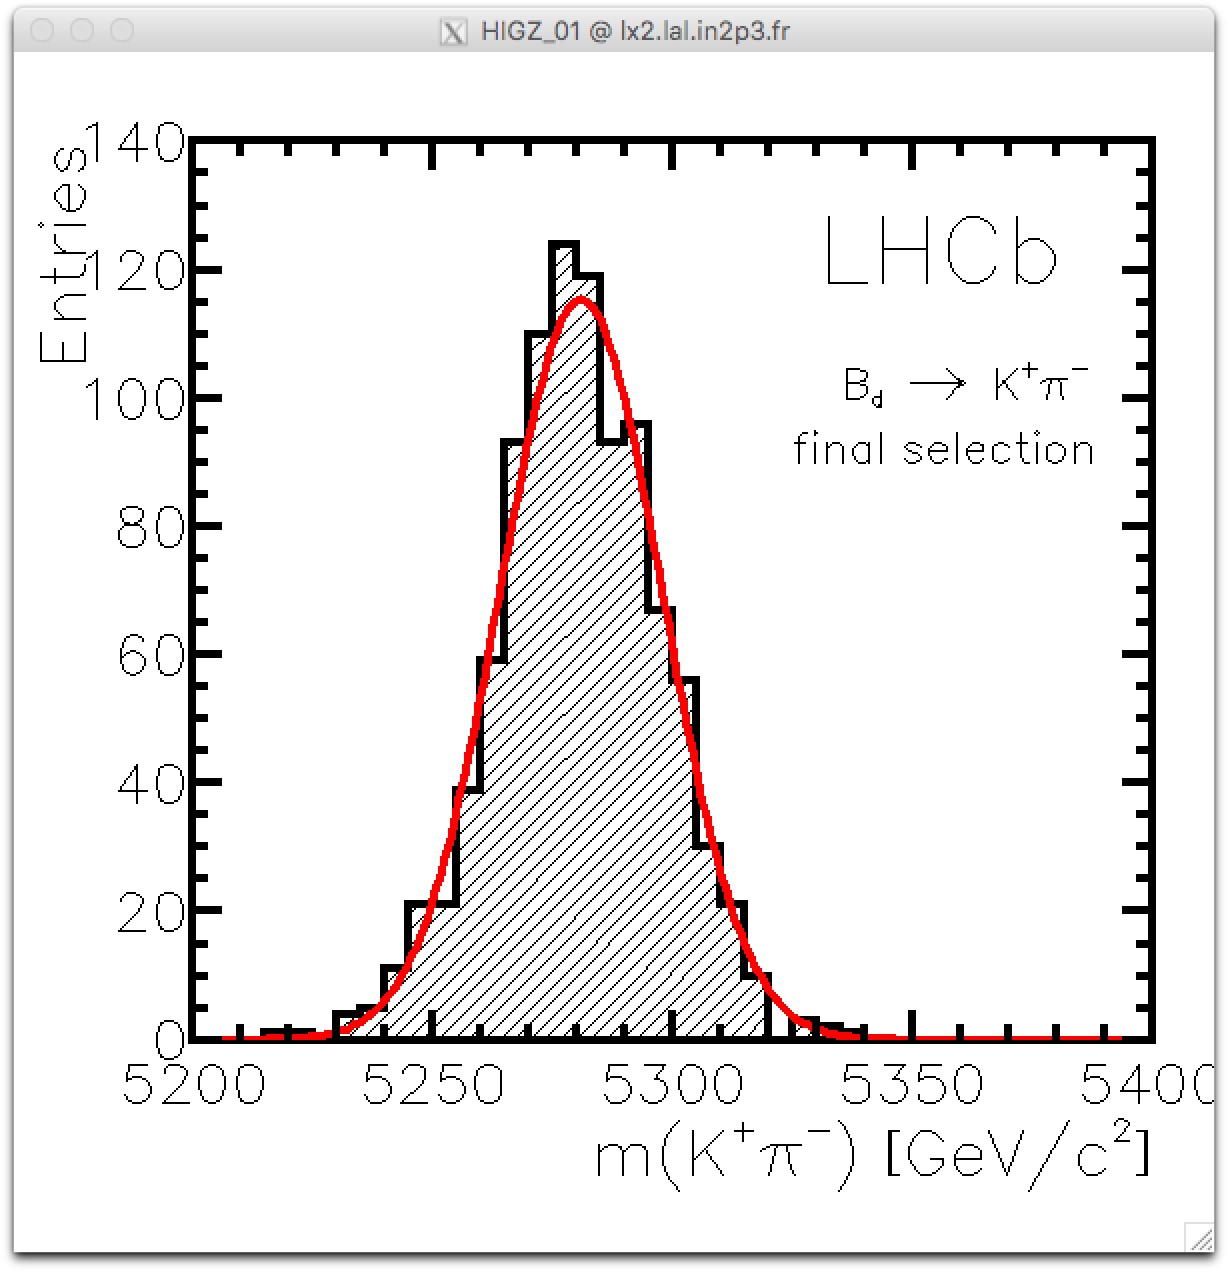 HIGZ_01 @ lx2.lal.in2p3.fr
Entries
140
120
100
80
60
40
20
0
LHCb
B_d → K⁺π⁻
final selection
5200 5250 5300 5350 5400
m(K⁺π⁻) [GeV/c²]